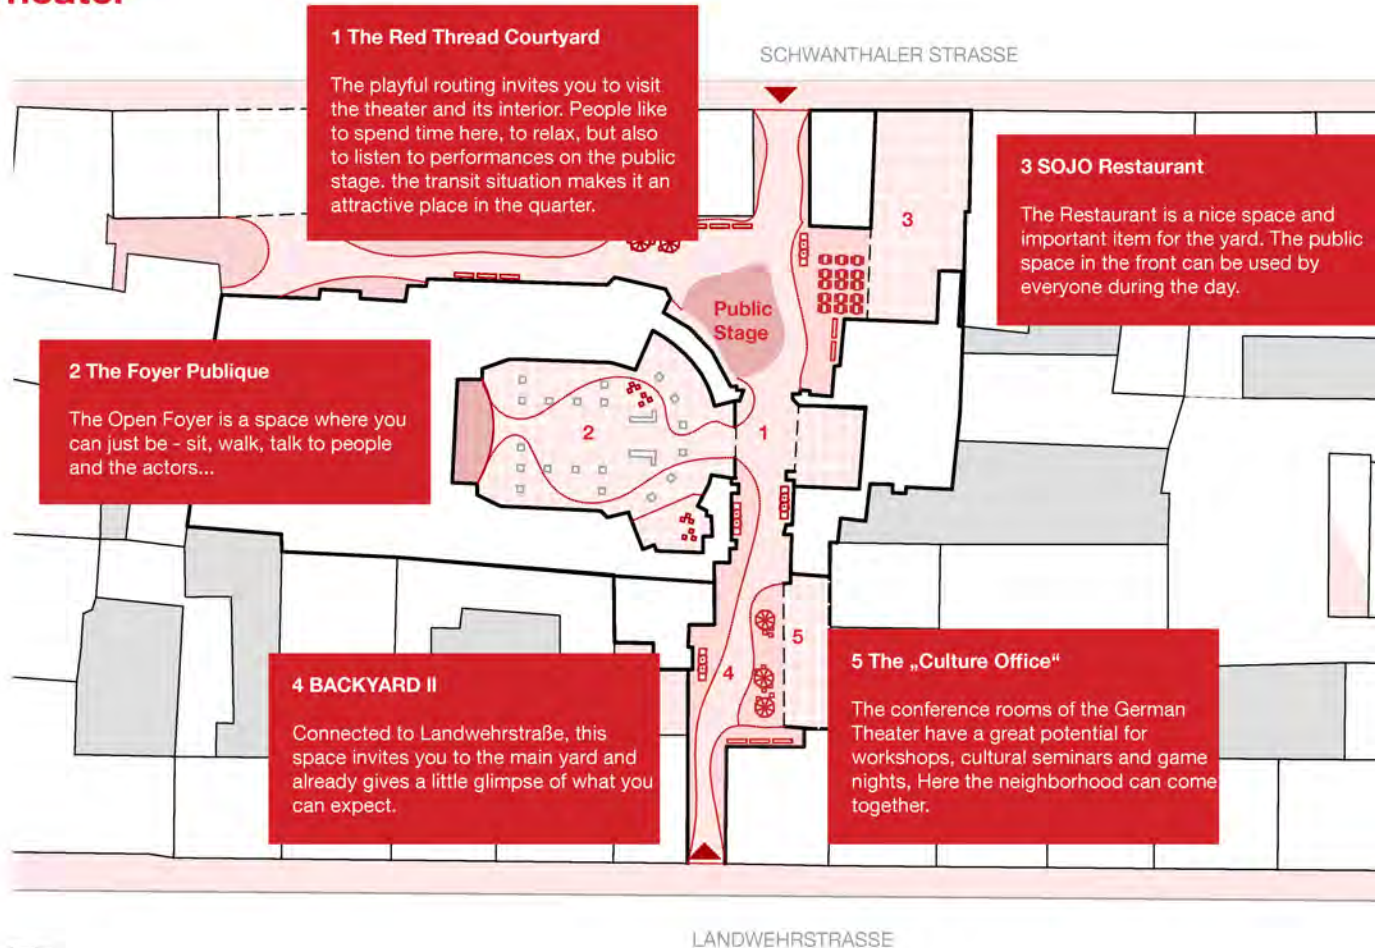 1 The Red Thread Courtyard
The playful routing invites you to visit
the theater and its interior. People like
to spend time here, to relax, but also
to listen to performances on the public
stage. the transit situation makes it an
attractive place in the quarter.
SCHWANTHALER STRASSE
3 SOJO Restaurant
The Restaurant is a nice space and
important item for the yard. The public
space in the front can be used by
everyone during the day.
3
Public
Stage
2 The Foyer Publique
The Open Foyer is a space where you
can just be - sit, walk, talk to people
and the actors...
2
1
4 BACKYARD II
Connected to Landwehrstraße, this
space invites you to the main yard and
already gives a little glimpse of what you
can expect.
4
5
5 The „Culture Office“
The conference rooms of the German
Theater have a great potential for
workshops, cultural seminars and game
nights, Here the neighborhood can come
together.
LANDWEHRSTRASSE